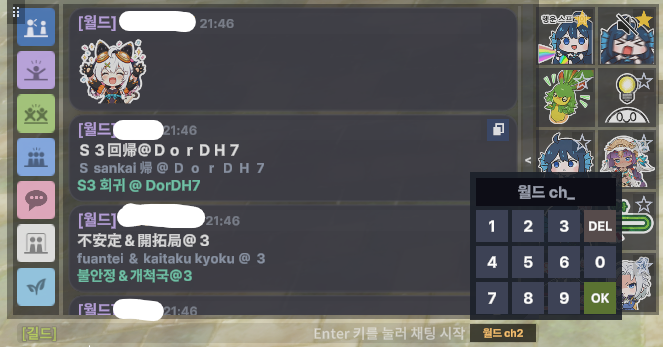 [월드] 21:46
[월드] 21:46
S 3 回帰@ＤｏｒＤＨ７
S sankai 帰 @ D o r D H 7
S3 회귀 @ DorDH7
[월드] 21:46
不安定＆開拓局@３
fuantei & kaitaku kyoku @ 3
불안정&개척국@3
[월드] 21:46
<
월드 ch_
1 2 3 DEL
4 5 6 0
7 8 9 OK
[길드]
Enter 키를 눌러 채팅 시작
월드 ch2